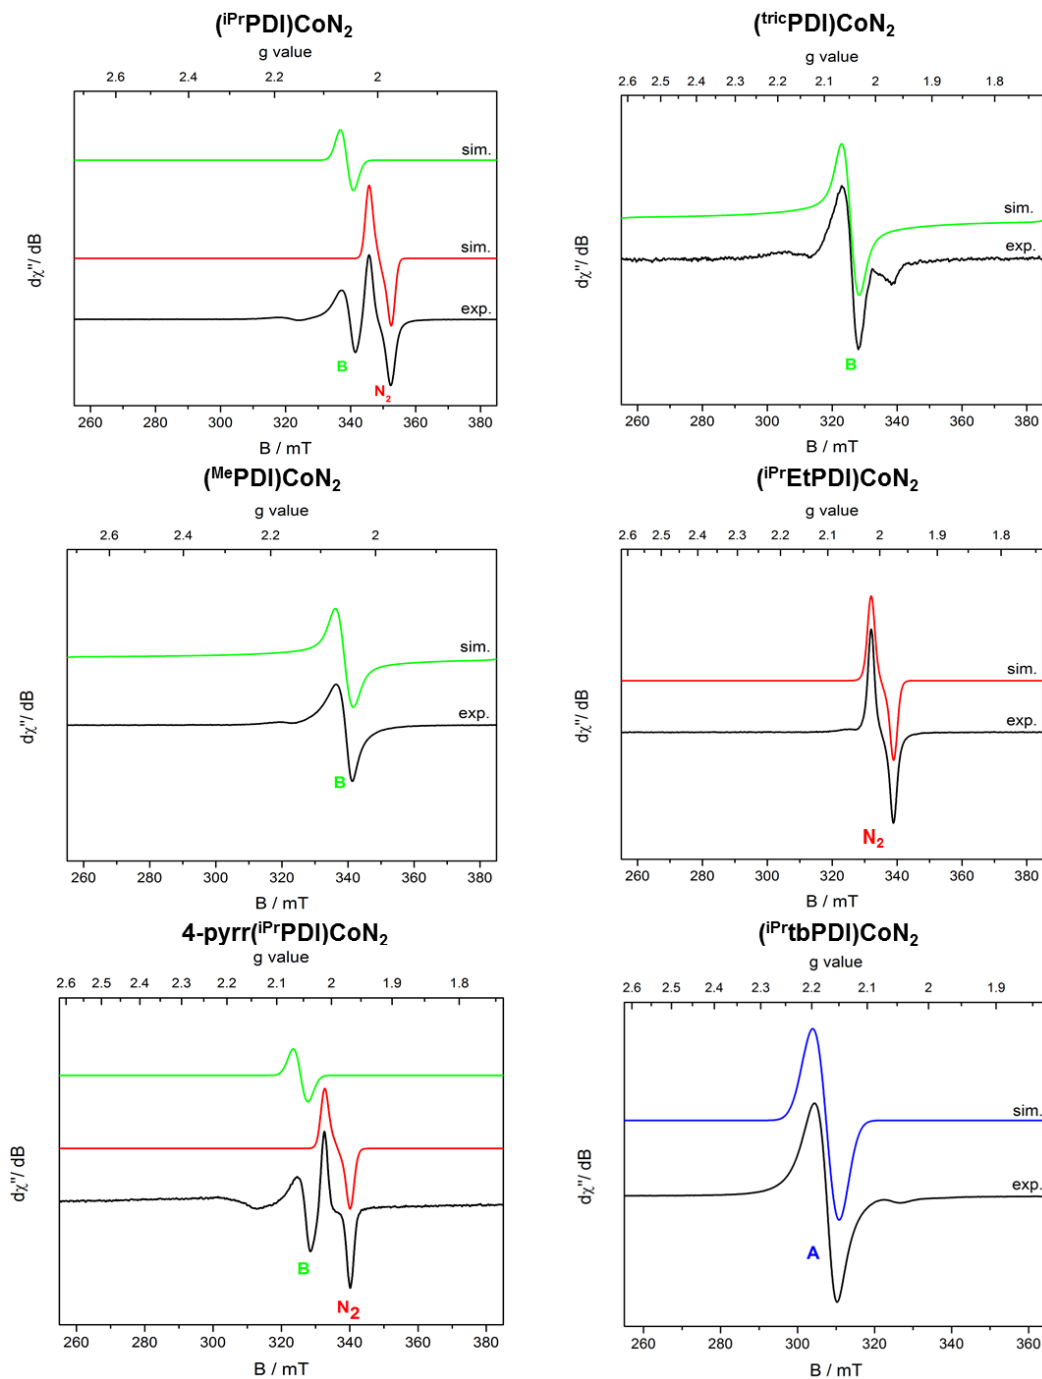 (ⁱᴾʳPDI)CoN₂
g value
2.6 2.4 2.2 2
sim.
sim.
exp.
B
N₂
dχ"/ dB
260 280 300 320 340 360 380
B / mT
(ᵗʳⁱᶜPDI)CoN₂
g value
2.6 2.5 2.4 2.3 2.2 2.1 2 1.9 1.8
sim.
exp.
B
dχ"/ dB
260 280 300 320 340 360 380
B / mT
(ᴹᵉPDI)CoN₂
g value
2.6 2.4 2.2 2
sim.
exp.
B
dχ"/ dB
260 280 300 320 340 360 380
B / mT
(ⁱᴾʳEtPDI)CoN₂
g value
2.6 2.5 2.4 2.3 2.2 2.1 2 1.9 1.8
sim.
exp.
N₂
dχ"/ dB
260 280 300 320 340 360 380
B / mT
4-pyrr(ⁱᴾʳPDI)CoN₂
g value
2.6 2.5 2.4 2.3 2.2 2.1 2 1.9 1.8
B
N₂
dχ"/ dB
260 280 300 320 340 360 380
B / mT
(ⁱᴾʳtbPDI)CoN₂
g value
2.6 2.5 2.4 2.3 2.2 2.1 2 1.9
sim.
exp.
A
dχ"/ dB
260 280 300 320 340 360
B / mT